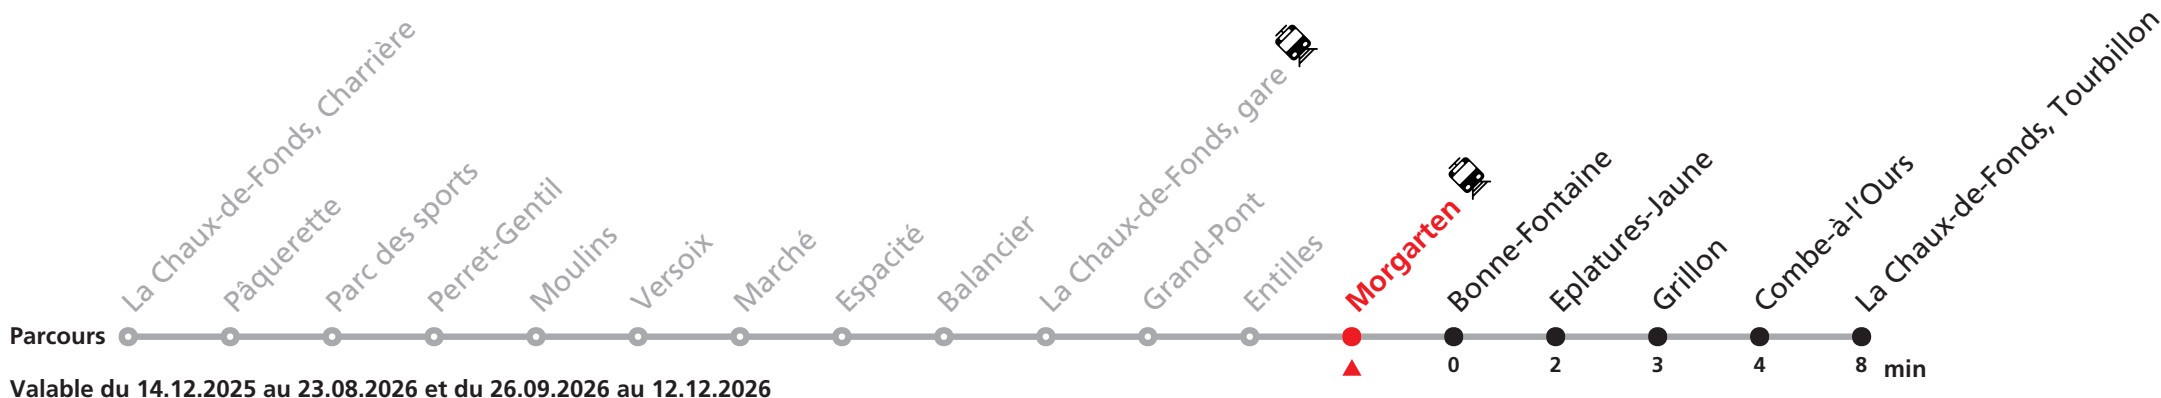 La Chaux-de-Fonds, Charrière
Pâquerette
Parc des sports
Perret-Gentil
Moulins
Versoix
Marché
Espacité
Balancier
La Chaux-de-Fonds, gare
Grand-Pont
Entilles
Morgarten
Bonne-Fontaine
Eplatures-Jaune
Grillon
Combe-à-l'Ours
La Chaux-de-Fonds, Tourbillon
Parcours
0 2 3 4 8 min
Valable du 14.12.2025 au 23.08.2026 et du 26.09.2026 au 12.12.2026